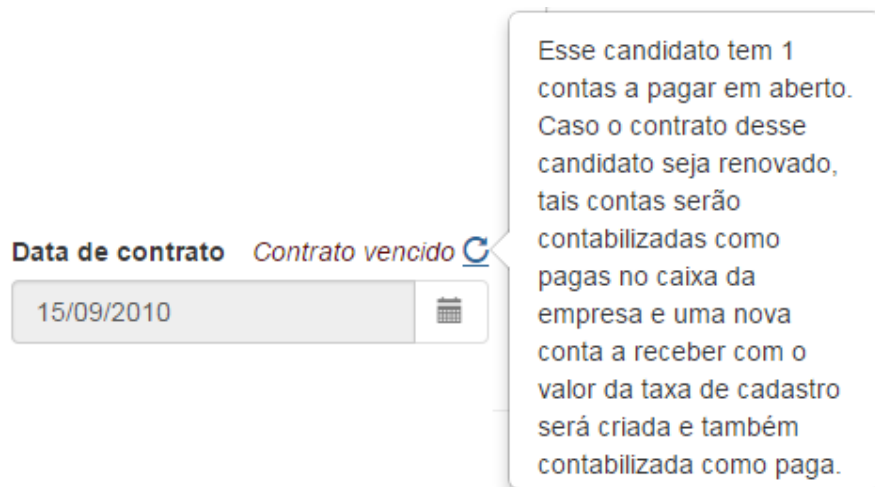 Esse candidato tem 1
contas a pagar em aberto.
Caso o contrato desse
candidato seja renovado,
tais contas serão
contabilizadas como
pagas no caixa da
empresa e uma nova
conta a receber com o
valor da taxa de cadastro
será criada e também
contabilizada como paga.
Data de contrato Contrato vencido
15/09/2010